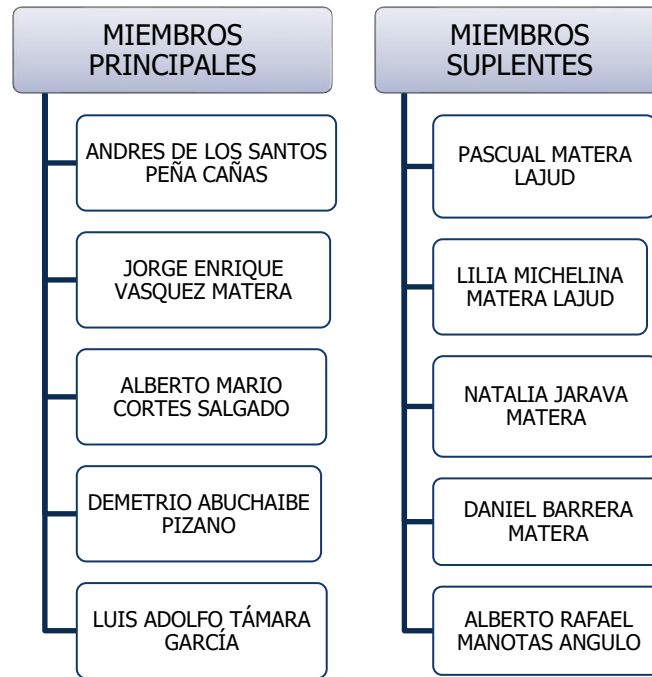 MIEMBROS
PRINCIPALES
ANDRES DE LOS SANTOS
PEÑA CAÑAS
JORGE ENRIQUE
VASQUEZ MATERA
ALBERTO MARIO
CORTES SALGADO
DEMETRIO ABUCHAIBE
PIZANO
LUIS ADOLFO TÁMARA
GARCÍA
MIEMBROS
SUPLENTES
PASCUAL MATERA
LAJUD
LILIA MICHELINA
MATERA LAJUD
NATALIA JARAVA
MATERA
DANIEL BARRERA
MATERA
ALBERTO RAFAEL
MANOTAS ANGULO